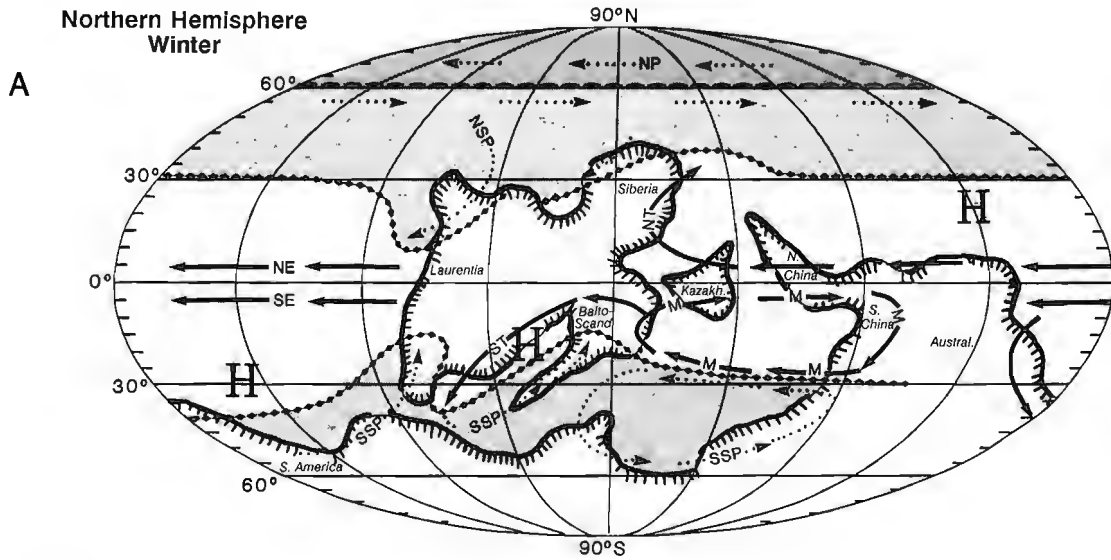 Northern Hemisphere
Winter
A
90°N
NP
60°
NSP
30°
Siberia
H
NT
NE
Laurentia
N.
China
0°
Kazakh.
SE
M
M
M
Balto-
Scand
S.
China
Austral.
ST
H
H
M
M
M
30°
SSP
SSP
SSP
S. America
60°
90°S